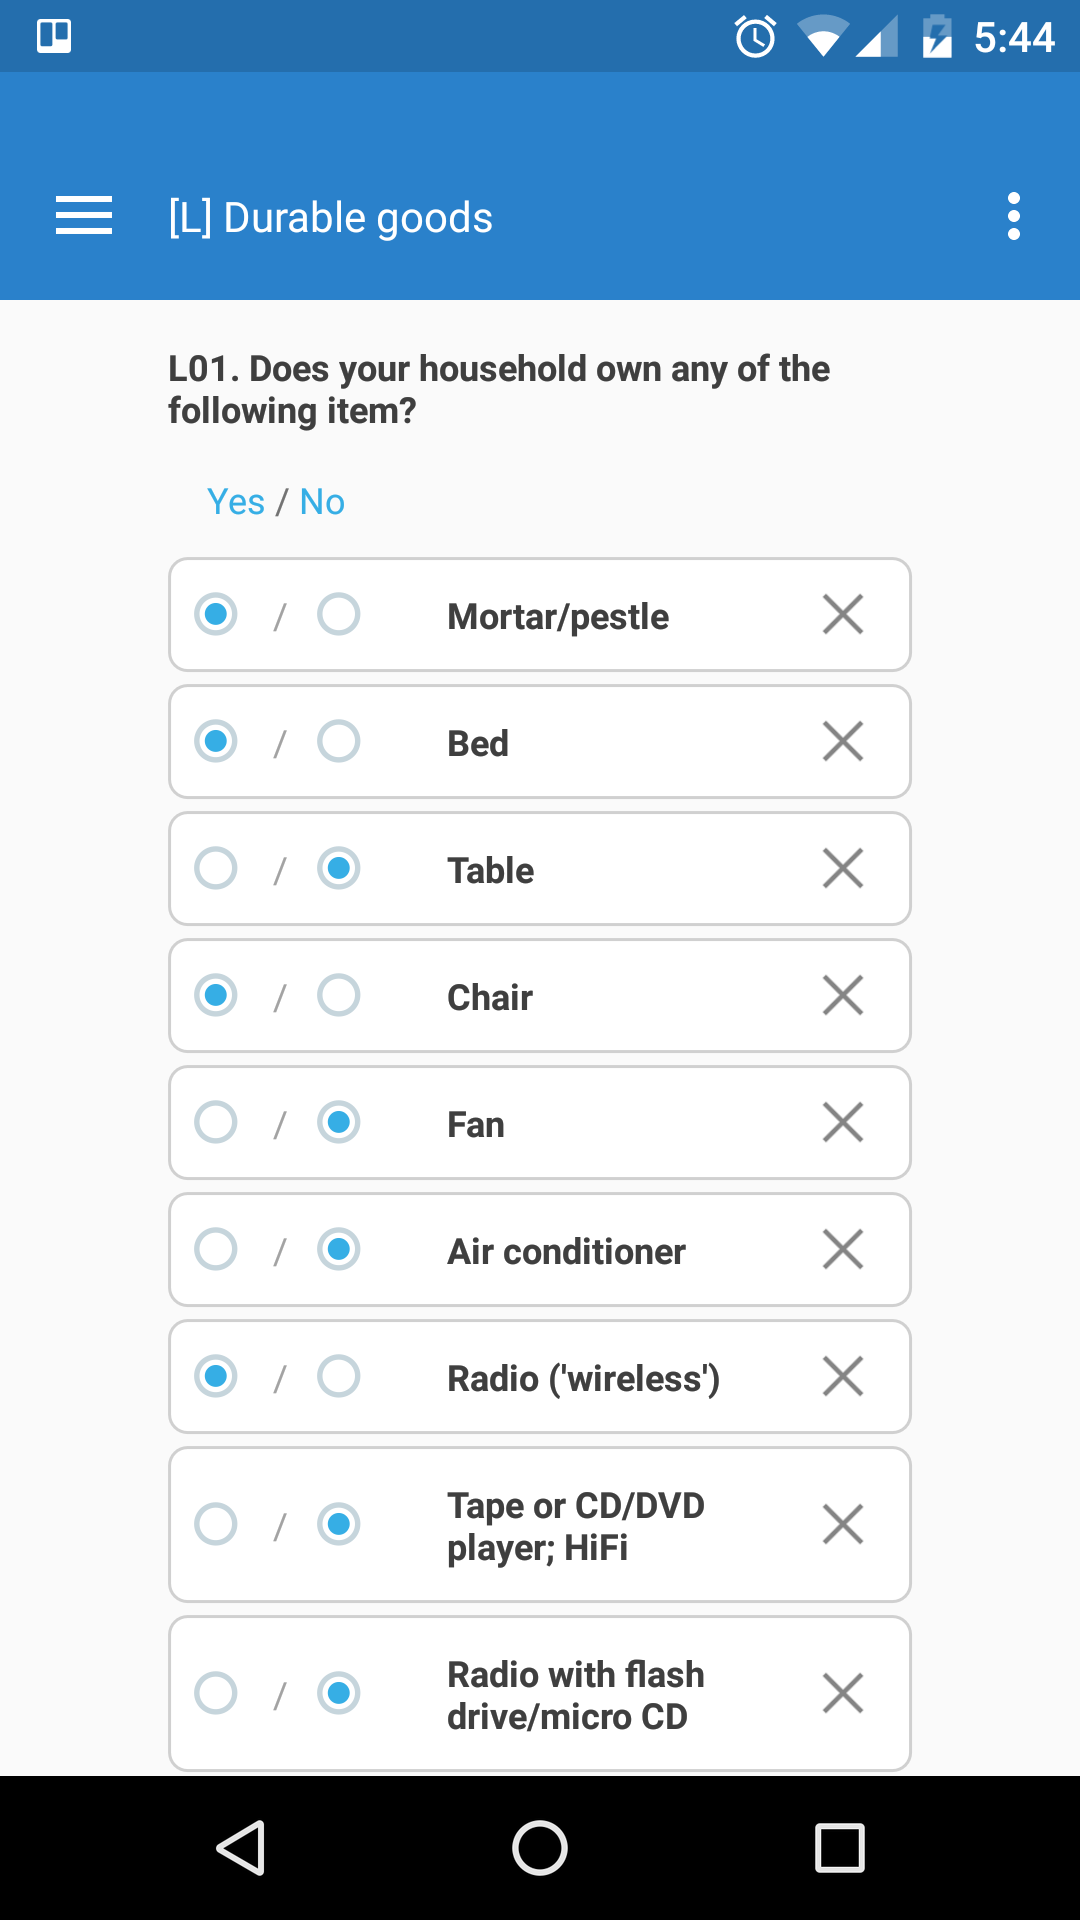 5:44
[L] Durable goods
L01. Does your household own any of the
following item?
Yes / No
/ Mortar/pestle
/ Bed
/ Table
/ Chair
/ Fan
/ Air conditioner
/ Radio ('wireless')
/ Tape or CD/DVD
player; HiFi
/ Radio with flash
drive/micro CD